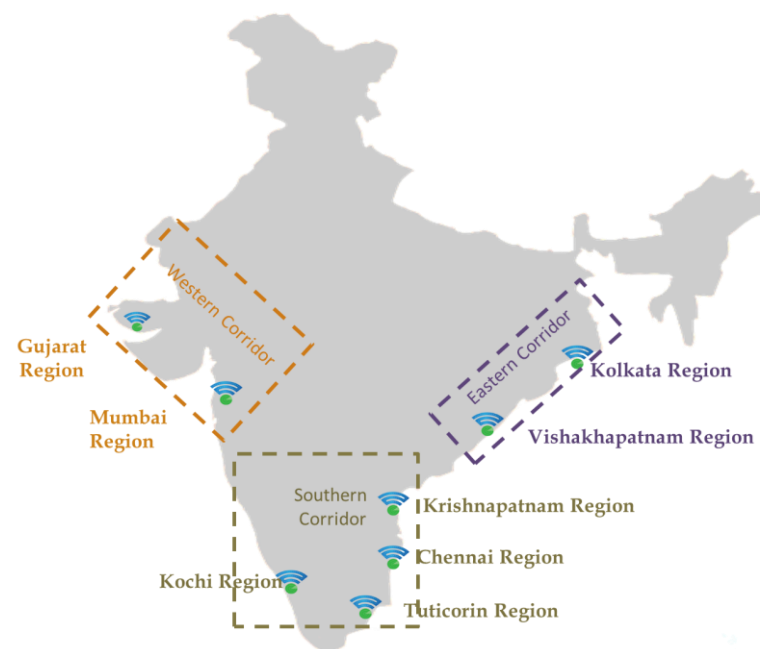 Western Corridor
Gujarat
Region
Mumbai
Region
Eastern Corridor
Kolkata Region
Vishakhapatnam Region
Southern
Corridor
Krishnapatnam Region
Chennai Region
Kochi Region
Tuticorin Region